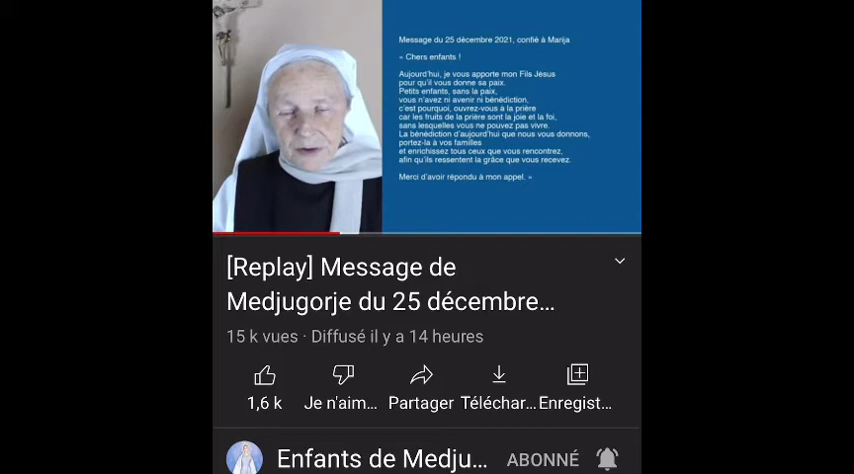 Message du 25 décembre 2021, confié à Marija
« Chers enfants !
Aujourd'hui, je vous apporte mon Fils Jésus
pour qu'il vous donne sa paix.
Petits enfants, sans la paix,
vous n'avez ni avenir ni bénédiction,
c'est pourquoi, ouvrez-vous à la prière
car les fruits de la prière sont la joie et la foi,
sans lesquelles vous ne pouvez pas vivre.
La bénédiction d'aujourd'hui que nous vous donnons,
portez-la à vos familles
et enrichissez tous ceux que vous rencontrez,
afin qu'ils ressentent la grâce que vous recevez.
Merci d'avoir répondu à mon appel. »
[Replay] Message de
Medjugorje du 25 décembre...
15 k vues · Diffusé il y a 14 heures
1,6 k Je n'aim... Partager Téléchar... Enregist...
Enfants de Medju... ABONNÉ